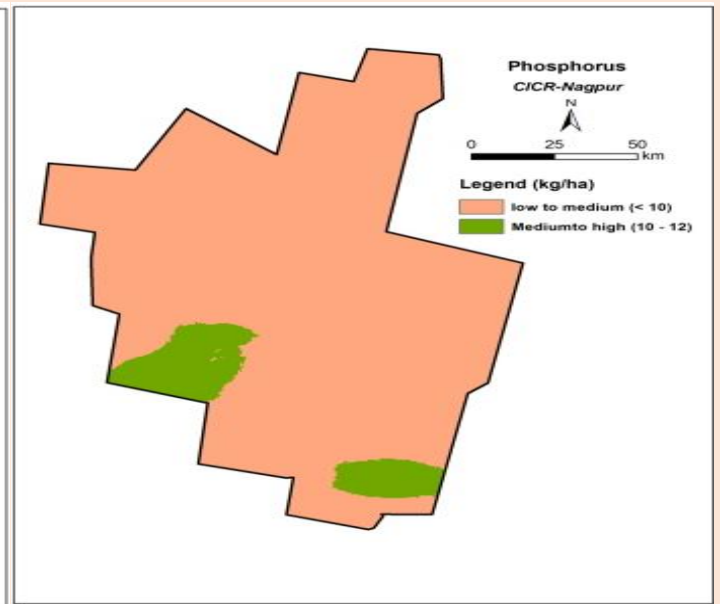 Phosphorus
CICR-Nagpur
N
0 25 50
km
Legend (kg/ha)
low to medium (< 10)
Mediumto high (10 - 12)